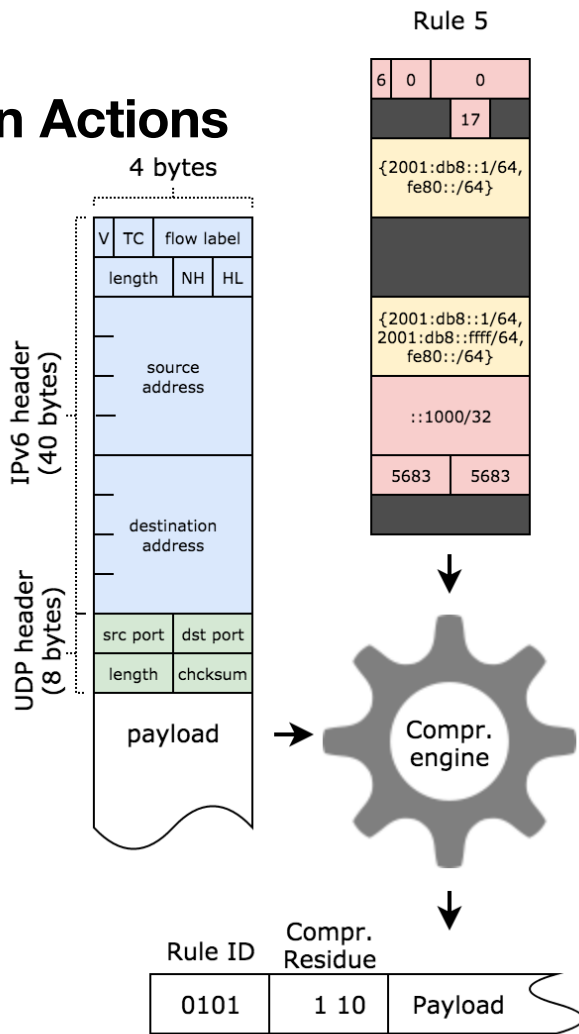 Rule 5
6 0 0
17
{2001:db8::1/64,
fe80::/64}
{2001:db8::1/64,
2001:db8::ffff/64,
fe80::/64}
::1000/32
5683 5683
n Actions
4 bytes
V TC flow label
length NH HL
source
address
destination
address
src port dst port
length chcksum
payload
IPv6 header
(40 bytes)
UDP header
(8 bytes)
Compr.
engine
Rule ID
Compr.
Residue
0101 1 10 Payload